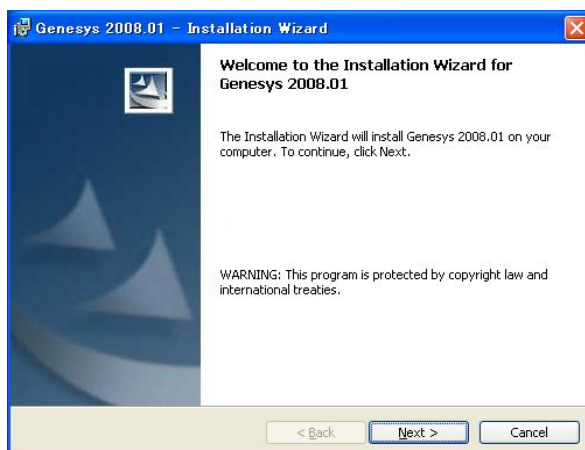 Genesys 2008.01 - Installation Wizard
Welcome to the Installation Wizard for
Genesys 2008.01
The Installation Wizard will install Genesys 2008.01 on your
computer. To continue, click Next.
WARNING: This program is protected by copyright law and
international treaties.
< Back
Next >
Cancel